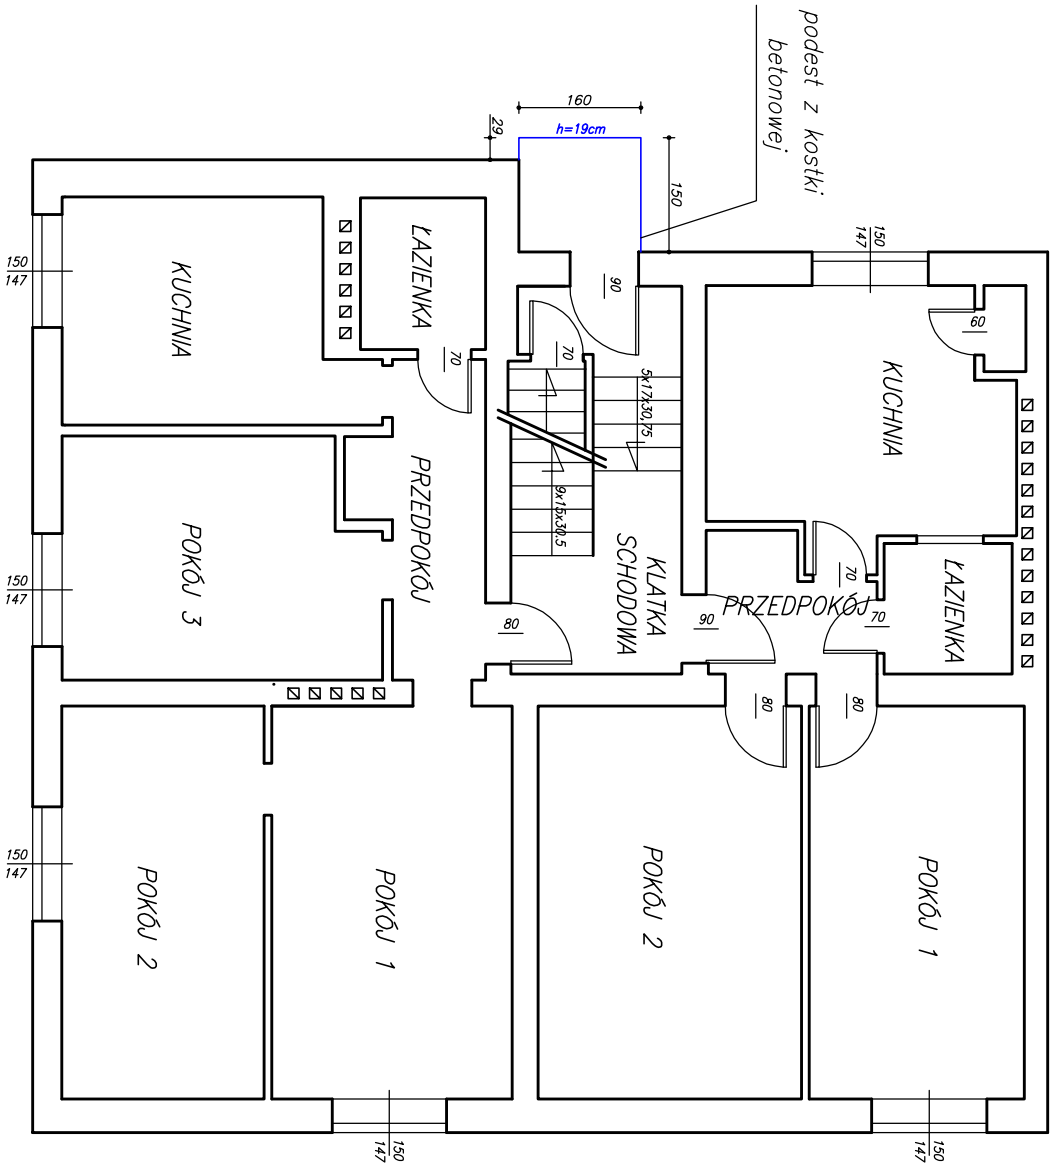 podest z kostki
betonowej
160
h=19cm
29
150
150
147
90
60
70
KUCHNIA
ŁAZIENKA
70
150
147
5x17x30,75
KUCHNIA
PRZEDPOKÓJ
9x15x30.5
POKÓJ 3
KLATKA
SCHODOWA
70
ŁAZIENKA
PRZEDPOKÓJ
70
150
147
80
90
80
80
POKÓJ 2
POKÓJ 1
POKÓJ 2
POKÓJ 1
150
147
150
147
150
147